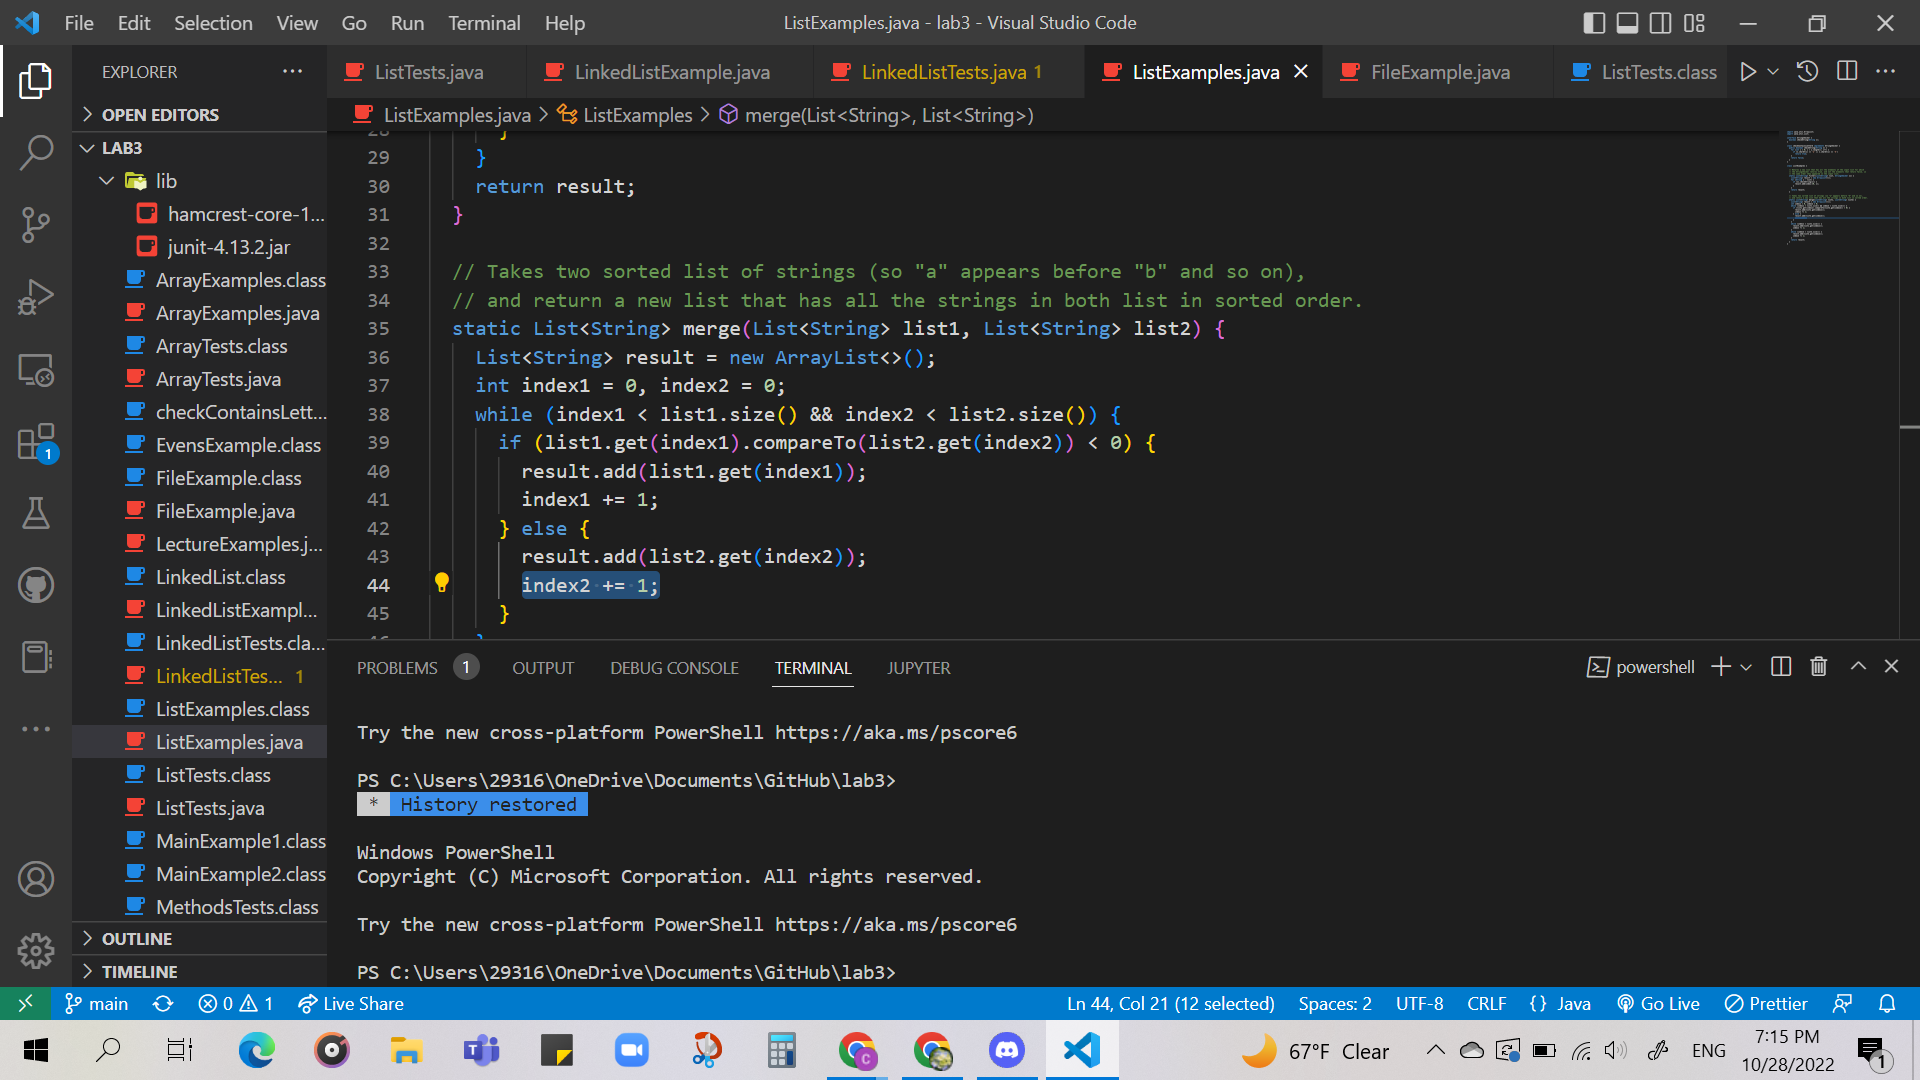 File Edit Selection View Go Run Terminal Help
ListExamples.java - lab3 - Visual Studio Code
EXPLORER
OPEN EDITORS
LAB3
lib
hamcrest-core-1...
junit-4.13.2.jar
ArrayExamples.class
ArrayExamples.java
ArrayTests.class
ArrayTests.java
checkContainsLett...
EvensExample.class
FileExample.class
FileExample.java
LectureExamples.j...
LinkedList.class
LinkedListExampl...
LinkedListTests.cla...
LinkedListTes... 1
ListExamples.class
ListExamples.java
ListTests.class
ListTests.java
MainExample1.class
MainExample2.class
MethodsTests.class
OUTLINE
TIMELINE
1
ListTests.java LinkedListExample.java LinkedListTests.java 1 ListExamples.java FileExample.java ListTests.class
ListExamples.java > ListExamples > merge(List<String>, List<String>)
28 }
29 }
30 return result;
31 }
32
33 // Takes two sorted list of strings (so "a" appears before "b" and so on),
34 // and return a new list that has all the strings in both list in sorted order.
35 static List<String> merge(List<String> list1, List<String> list2) {
36 List<String> result = new ArrayList<>();
37 int index1 = 0, index2 = 0;
38 while (index1 < list1.size() && index2 < list2.size()) {
39 if (list1.get(index1).compareTo(list2.get(index2)) < 0) {
40 result.add(list1.get(index1));
41 index1 += 1;
42 } else {
43 result.add(list2.get(index2));
44 index2 += 1;
45 }
46 }
PROBLEMS 1 OUTPUT DEBUG CONSOLE TERMINAL JUPYTER
powershell
Try the new cross-platform PowerShell https://aka.ms/pscore6
PS C:\Users\29316\OneDrive\Documents\GitHub\lab3>
* History restored
Windows PowerShell
Copyright (C) Microsoft Corporation. All rights reserved.
Try the new cross-platform PowerShell https://aka.ms/pscore6
PS C:\Users\29316\OneDrive\Documents\GitHub\lab3>
main 0 1 Live Share
Ln 44, Col 21 (12 selected) Spaces: 2 UTF-8 CRLF {} Java Go Live Prettier
67°F Clear
ENG
7:15 PM
10/28/2022
1